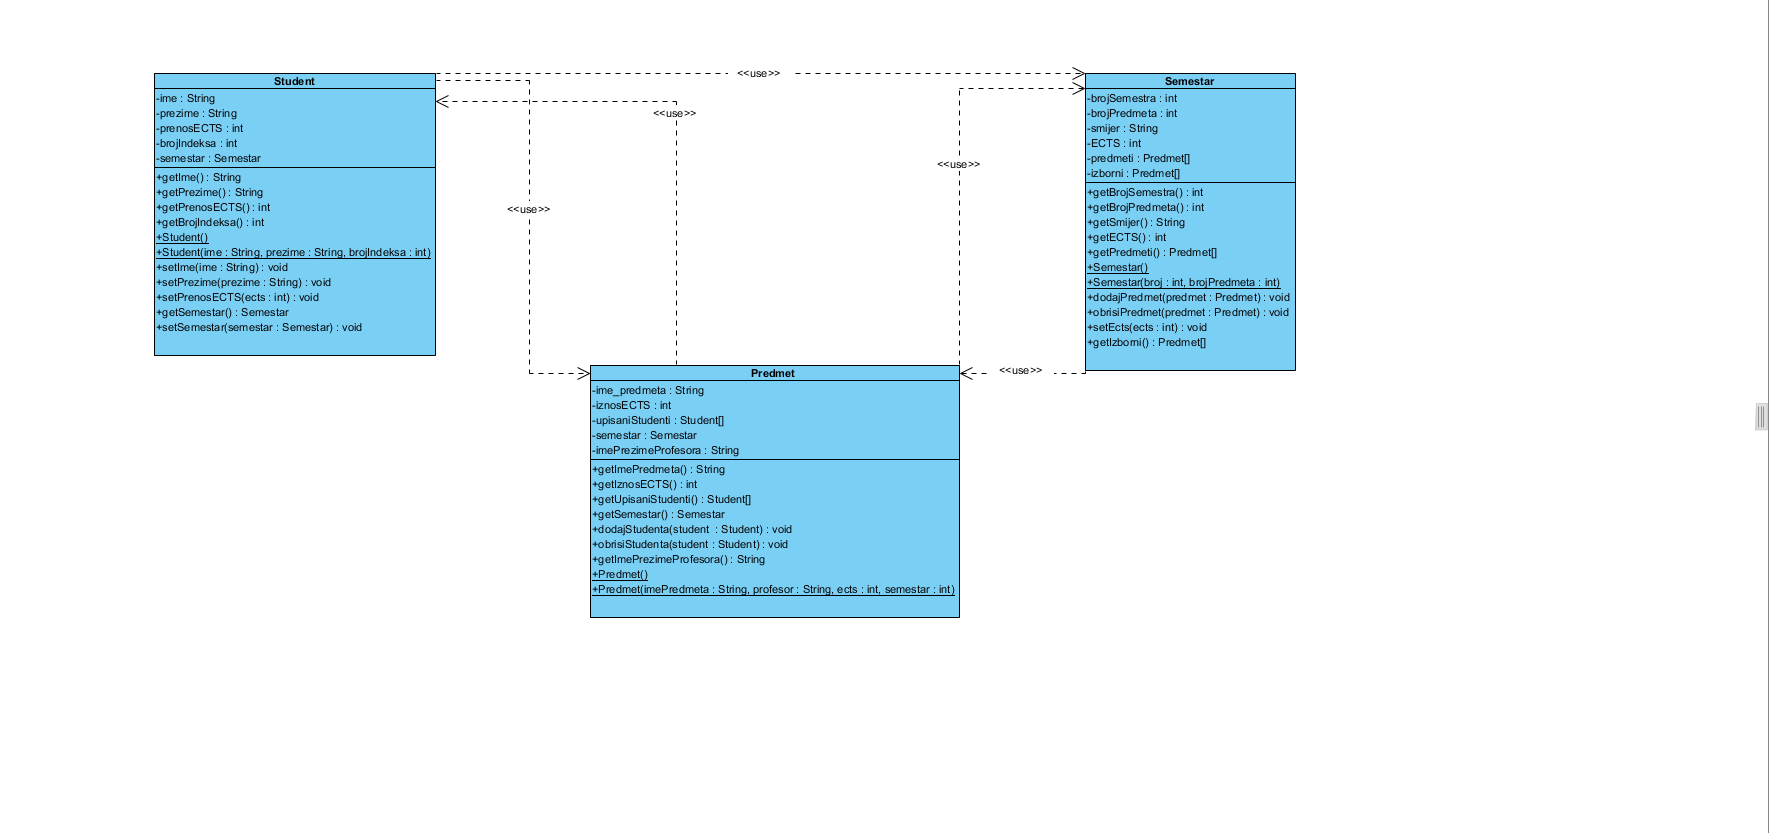 Student
-ime : String
-prezime : String
-prenosECTS : int
-brojIndeksa : int
-semestar : Semestar
+getIme() : String
+getPrezime() : String
+getPrenosECTS() : int
+getBrojIndeksa() : int
+Student()
+Student(ime : String, prezime : String, brojIndeksa : int)
+setIme(ime : String) : void
+setPrezime(prezime : String) : void
+setPrenosECTS(ects : int) : void
+getSemestar() : Semestar
+setSemestar(semestar : Semestar) : void
<<use>>
<<use>>
<<use>>
<<use>>
<<use>>
Semestar
-brojSemestra : int
-brojPredmeta : int
-smijer : String
-ECTS : int
-predmeti : Predmet[]
-izborni : Predmet[]
+getBrojSemestra() : int
+getBrojPredmeta() : int
+getSmijer() : String
+getECTS() : int
+getPredmeti() : Predmet[]
+Semestar()
+Semestar(broj : int, brojPredmeta : int)
+dodajPredmet(predmet : Predmet) : void
+obrisiPredmet(predmet : Predmet) : void
+setEcts(ects : int) : void
+getIzborni() : Predmet[]
Predmet
-ime_predmeta : String
-iznosECTS : int
-upisaniStudenti : Student[]
-semestar : Semestar
-imePrezimeProfesora : String
+getImePredmeta() : String
+getIznosECTS() : int
+getUpisaniStudenti() : Student[]
+getSemestar() : Semestar
+dodajStudenta(student : Student) : void
+obrisiStudenta(student : Student) : void
+getImePrezimeProfesora() : String
+Predmet()
+Predmet(imePredmeta : String, profesor : String, ects : int, semestar : int)